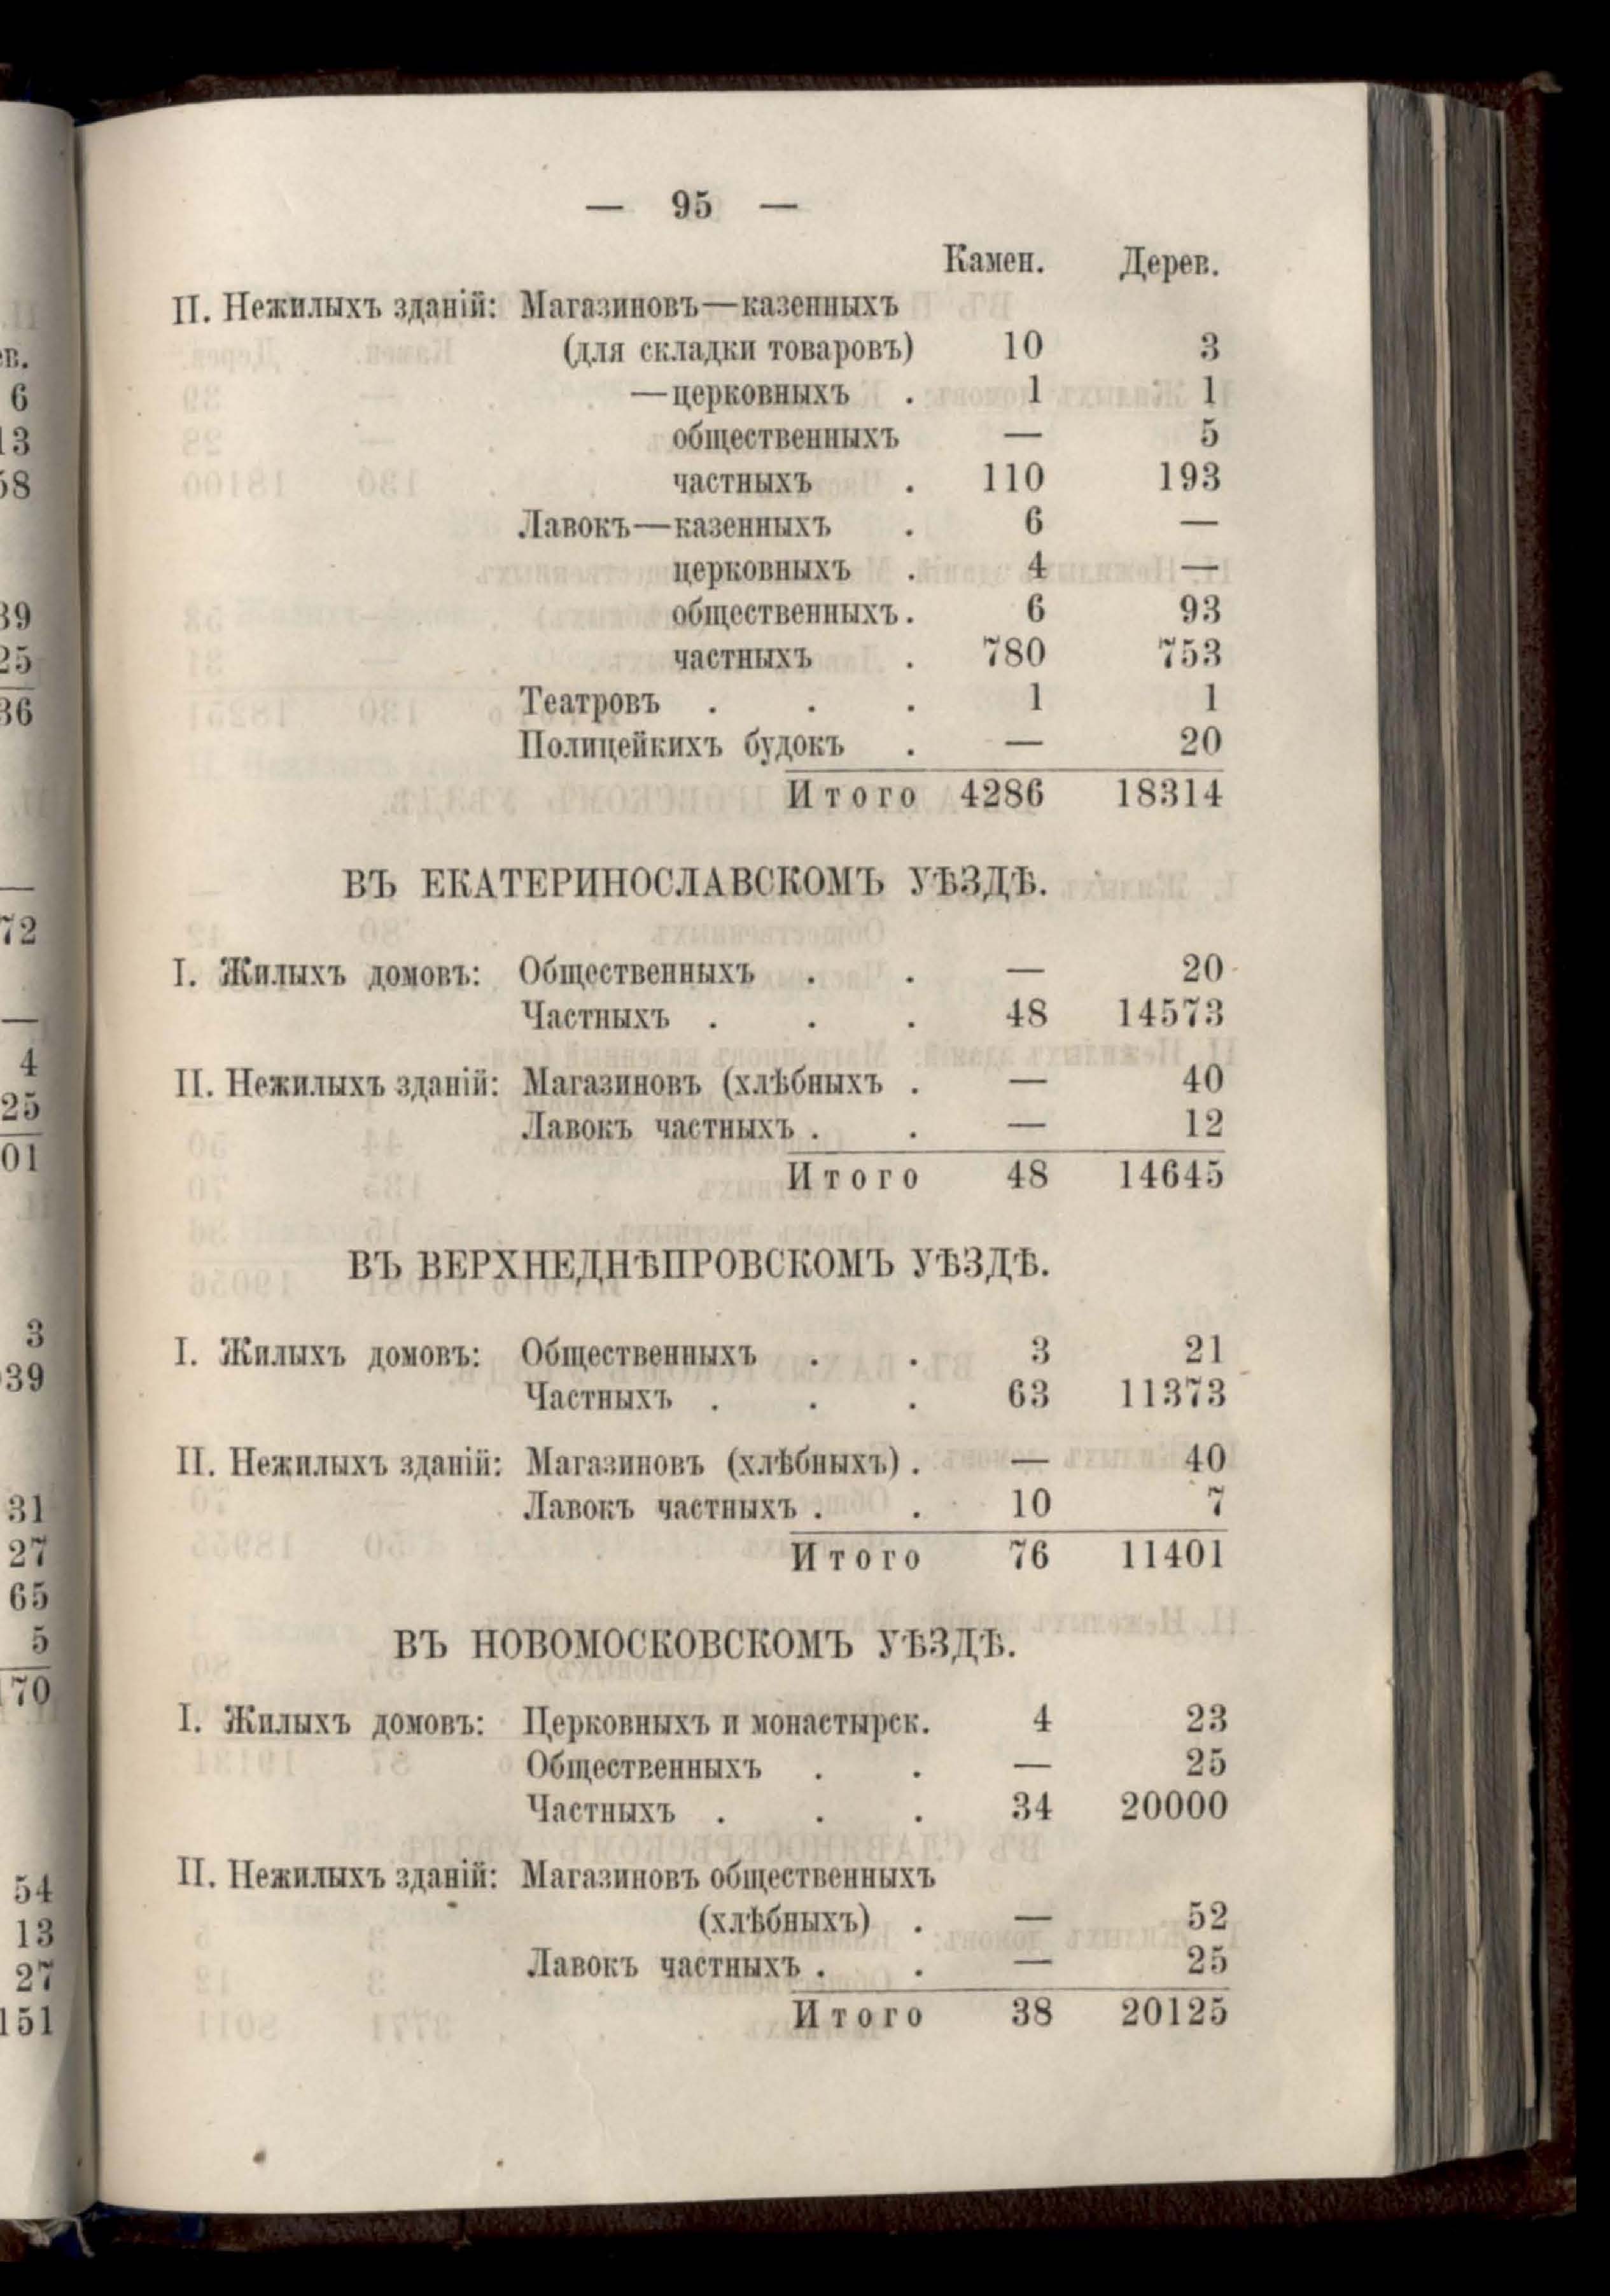 — 95 —
Камен. Дерев.
II. Нежилыхъ зданій: Магазиновъ—казенныхъ
(для складки товаровъ) 10 3
—церковныхъ . 1 1
общественныхъ — 5
частныхъ . 110 193
Лавокъ—казенныхъ . 6 —
церковныхъ . 4 —
общественныхъ. 6 93
частныхъ . 780 753
Театровъ . . . 1 1
Полицейкихъ будокъ . — 20
Итого 4286 18314
ВЪ ЕКАТЕРИНОСЛАВСКОМЪ УѢЗДѢ.
I. Жилыхъ домовъ: Общественныхъ . . — 20
Частныхъ . . . 48 14573
II. Нежилыхъ зданій: Магазиновъ (хлѣбныхъ . — 40
Лавокъ частныхъ . . — 12
Итого 48 14645
ВЪ ВЕРХНЕДНѢПРОВСКОМЪ УѢЗДѢ.
I. Жилыхъ домовъ: Общественныхъ . . 3 21
Частныхъ . . . 63 11373
II. Нежилыхъ зданій: Магазиновъ (хлѣбныхъ) . — 40
Лавокъ частныхъ . . 10 7
Итого 76 11401
ВЪ НОВОМОСКОВСКОМЪ УѢЗДѢ.
I. Жилыхъ домовъ: Церковныхъ и монастырск. 4 23
Общественныхъ . . — 25
Частныхъ . . . 34 20000
II. Нежилыхъ зданій: Магазиновъ общественныхъ
(хлѣбныхъ) . — 52
Лавокъ частныхъ . . — 25
Итого 38 20125